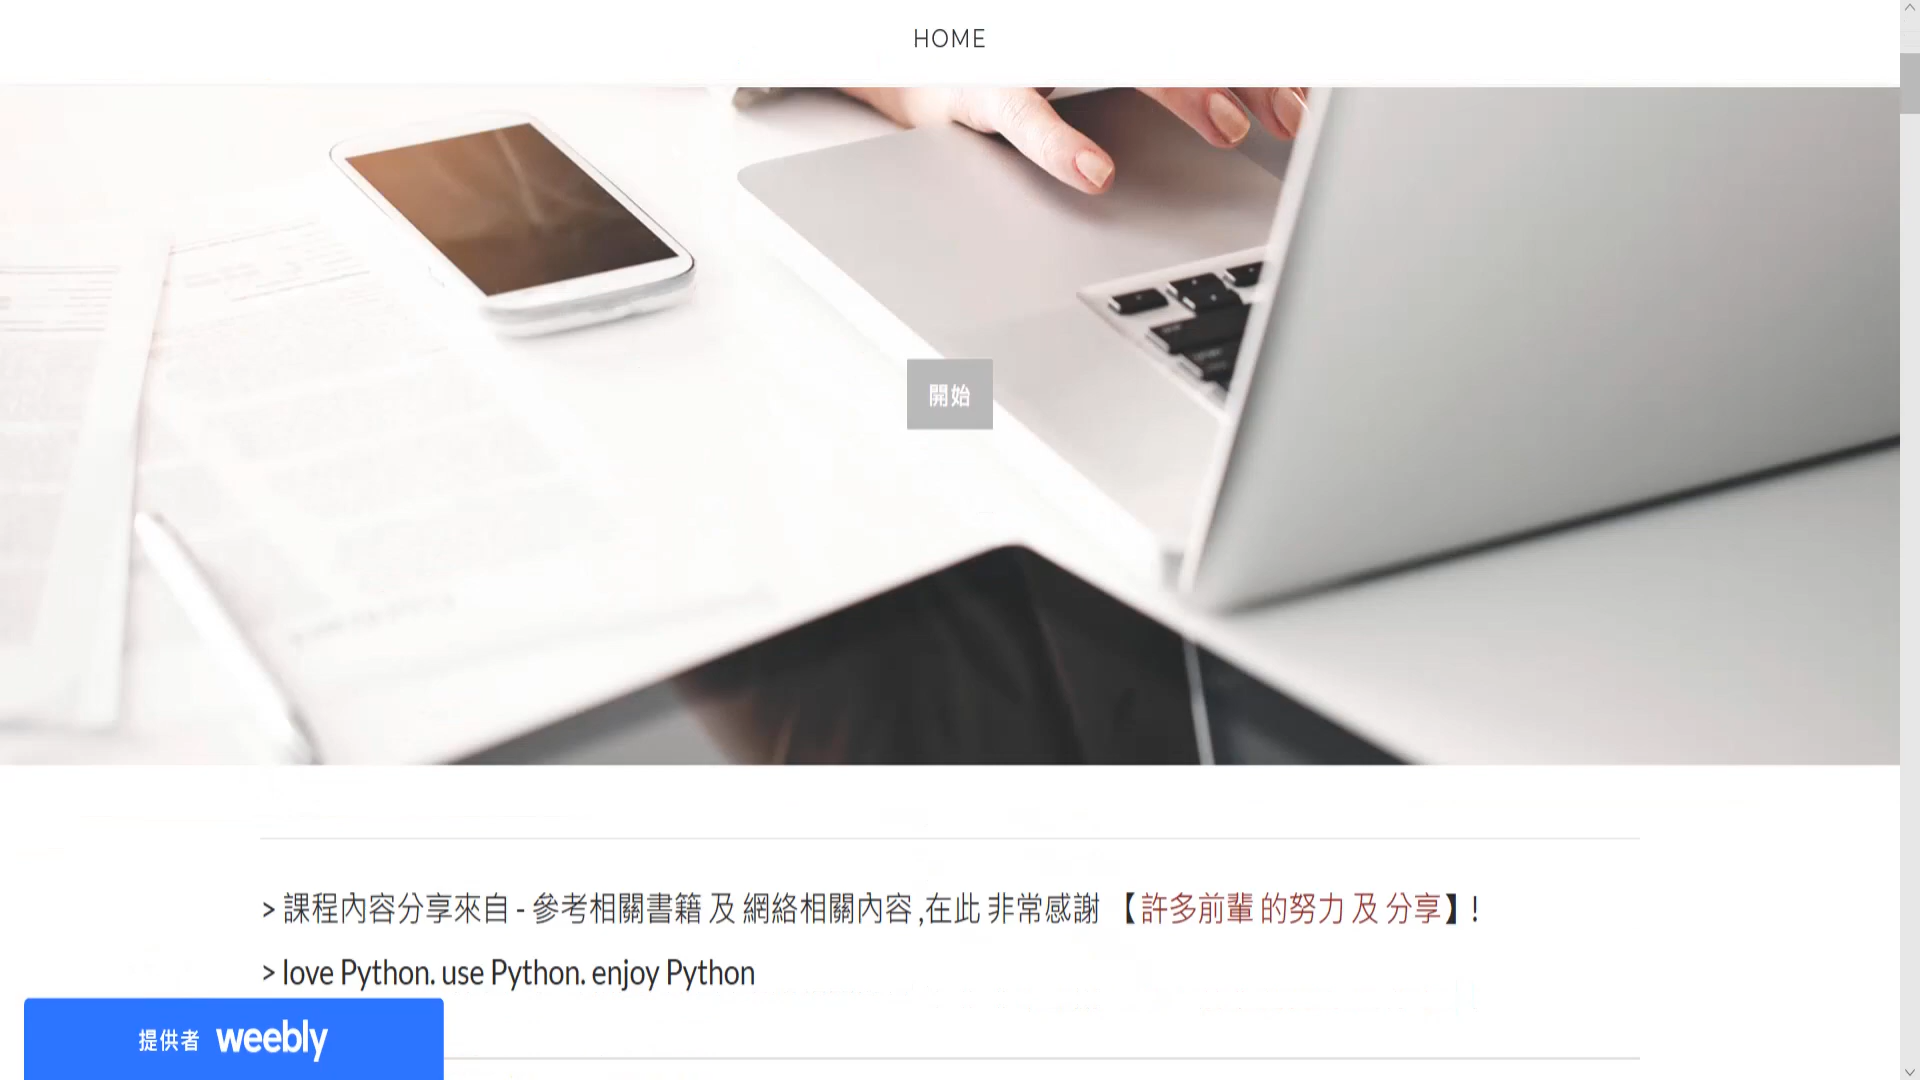 HOME
開始
> 課程內容分享來自 - 參考相關書籍 及 網絡相關內容 ,在此 非常感謝 【許多前輩 的努力 及 分享】!
> love Python. use Python. enjoy Python
提供者 weebly